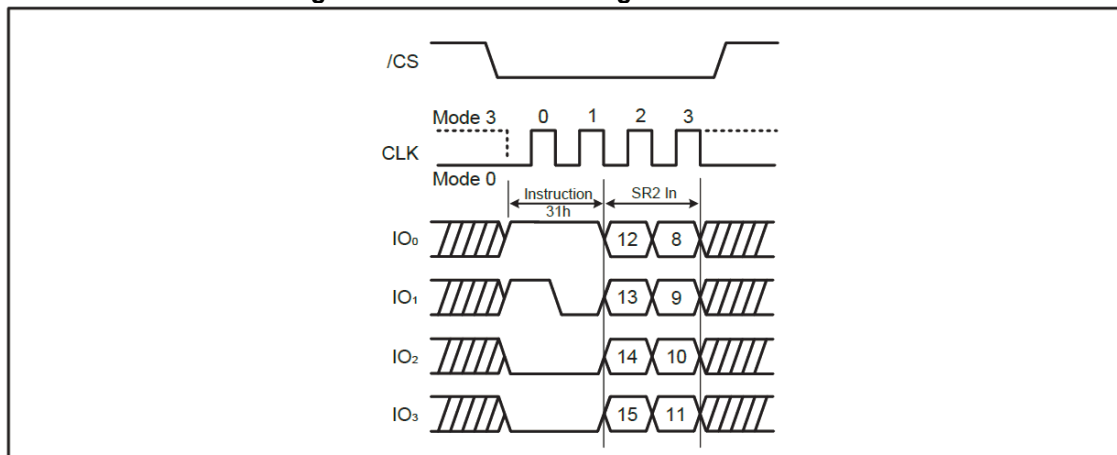 /CS
Mode 3 0 1 2 3
CLK
Mode 0
Instruction SR2 In
31h
IO₀ 12 8
IO₁ 13 9
IO₂ 14 10
IO₃ 15 11